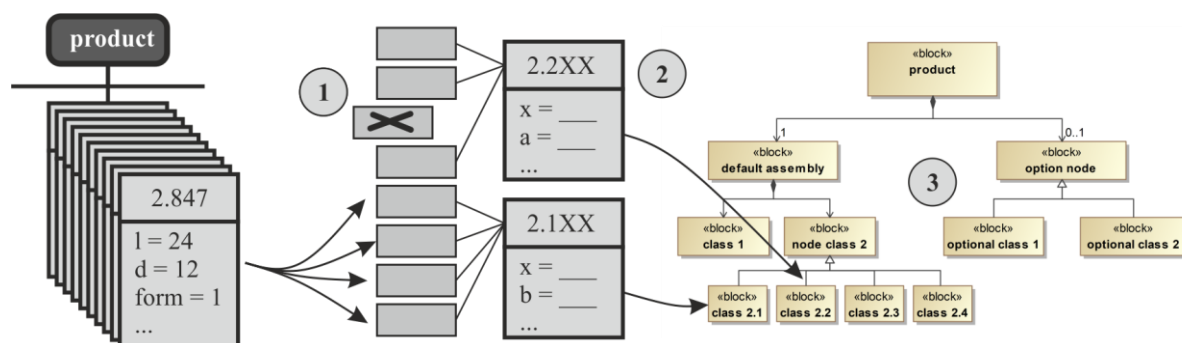 product
2.847
l = 24
d = 12
form = 1
...
1
2.2XX
x = ___
a = ___
...
2.1XX
x = ___
b = ___
...
2
«block»
product
1
0..1
«block»
default assembly
3
«block»
option node
«block»
class 1
«block»
node class 2
«block»
optional class 1
«block»
optional class 2
«block»
class 2.1
«block»
class 2.2
«block»
class 2.3
«block»
class 2.4